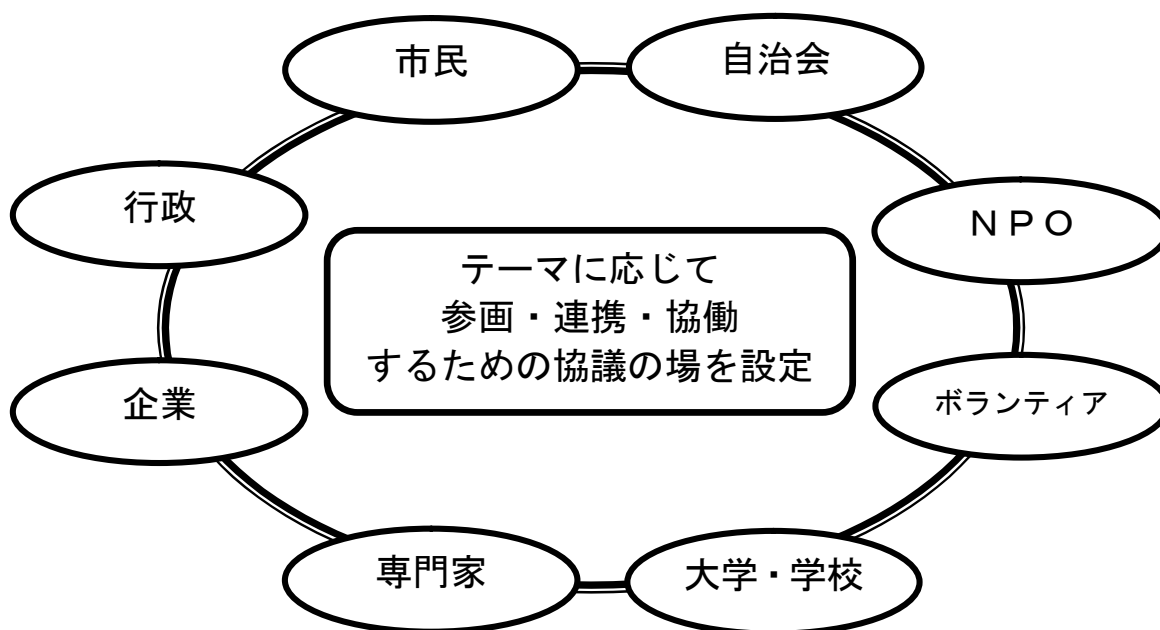 市民
自治会
行政
ＮＰＯ
テーマに応じて
参画・連携・協働
するための協議の場を設定
企業
ボランティア
専門家
大学・学校